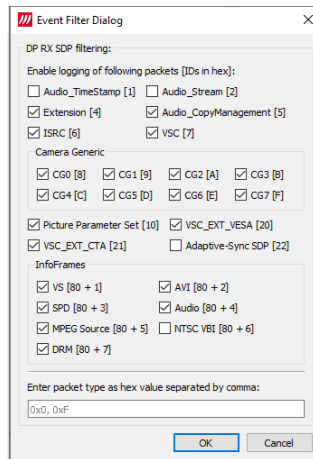 Event Filter Dialog
DP RX SDP filtering:
Enable logging of following packets [IDs in hex]:
Audio_TimeStamp [1] Audio_Stream [2]
Extension [4] Audio_CopyManagement [5]
ISRC [6] VSC [7]
Camera Generic
CG0 [8] CG1 [9] CG2 [A] CG3 [B]
CG4 [C] CG5 [D] CG6 [E] CG7 [F]
Picture Parameter Set [10] VSC_EXT_VESA [20]
VSC_EXT_CTA [21] Adaptive-Sync SDP [22]
InfoFrames
VS [80 + 1] AVI [80 + 2]
SPD [80 + 3] Audio [80 + 4]
MPEG Source [80 + 5] NTSC VBI [80 + 6]
DRM [80 + 7]
Enter packet type as hex value separated by comma:
0x0, 0xF
OK Cancel